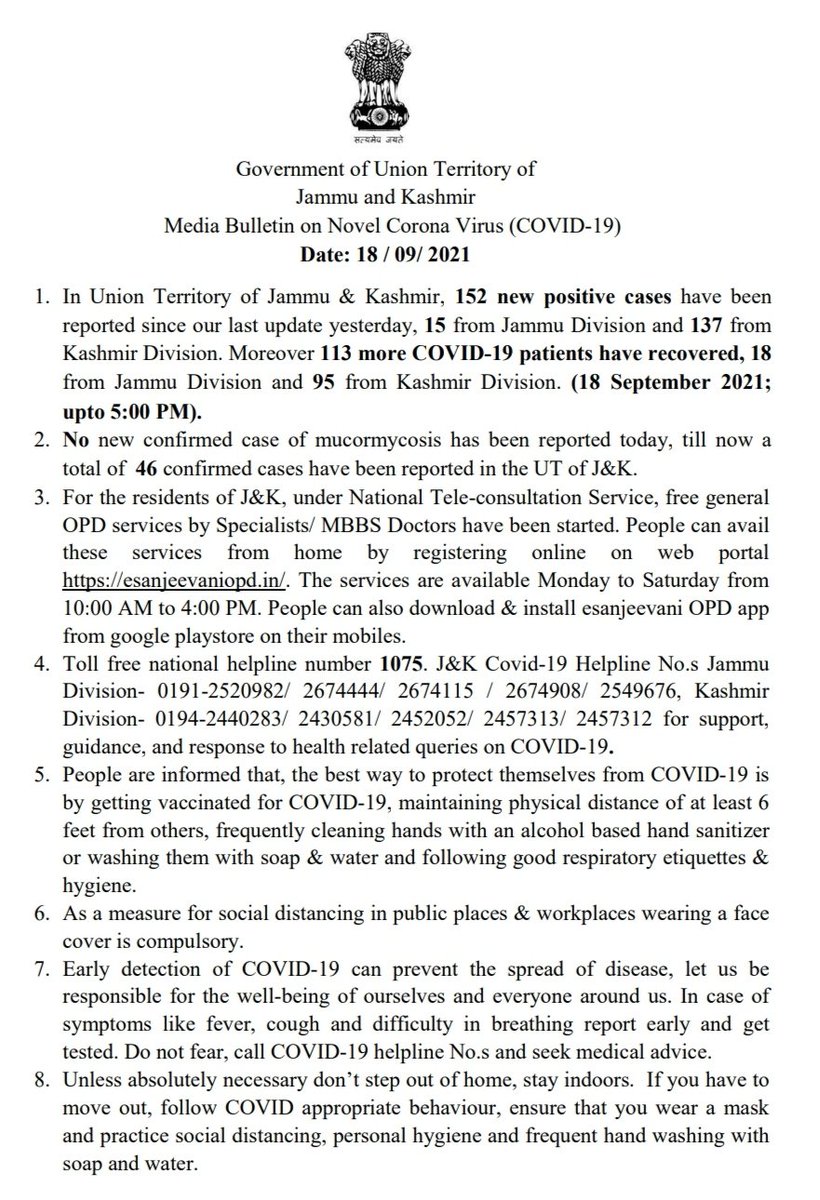 सत्यमेव जयते
Government of Union Territory of
Jammu and Kashmir
Media Bulletin on Novel Corona Virus (COVID-19)
Date: 18 / 09/ 2021
1. In Union Territory of Jammu & Kashmir, 152 new positive cases have been
reported since our last update yesterday, 15 from Jammu Division and 137 from
Kashmir Division. Moreover 113 more COVID-19 patients have recovered, 18
from Jammu Division and 95 from Kashmir Division. (18 September 2021;
upto 5:00 PM).
2. No new confirmed case of mucormycosis has been reported today, till now a
total of 46 confirmed cases have been reported in the UT of J&K.
3. For the residents of J&K, under National Tele-consultation Service, free general
OPD services by Specialists/ MBBS Doctors have been started. People can avail
these services from home by registering online on web portal
https://esanjeevaniopd.in/. The services are available Monday to Saturday from
10:00 AM to 4:00 PM. People can also download & install esanjeevani OPD app
from google playstore on their mobiles.
4. Toll free national helpline number 1075. J&K Covid-19 Helpline No.s Jammu
Division- 0191-2520982/ 2674444/ 2674115 / 2674908/ 2549676, Kashmir
Division- 0194-2440283/ 2430581/ 2452052/ 2457313/ 2457312 for support,
guidance, and response to health related queries on COVID-19.
5. People are informed that, the best way to protect themselves from COVID-19 is
by getting vaccinated for COVID-19, maintaining physical distance of at least 6
feet from others, frequently cleaning hands with an alcohol based hand sanitizer
or washing them with soap & water and following good respiratory etiquettes &
hygiene.
6. As a measure for social distancing in public places & workplaces wearing a face
cover is compulsory.
7. Early detection of COVID-19 can prevent the spread of disease, let us be
responsible for the well-being of ourselves and everyone around us. In case of
symptoms like fever, cough and difficulty in breathing report early and get
tested. Do not fear, call COVID-19 helpline No.s and seek medical advice.
8. Unless absolutely necessary don’t step out of home, stay indoors. If you have to
move out, follow COVID appropriate behaviour, ensure that you wear a mask
and practice social distancing, personal hygiene and frequent hand washing with
soap and water.